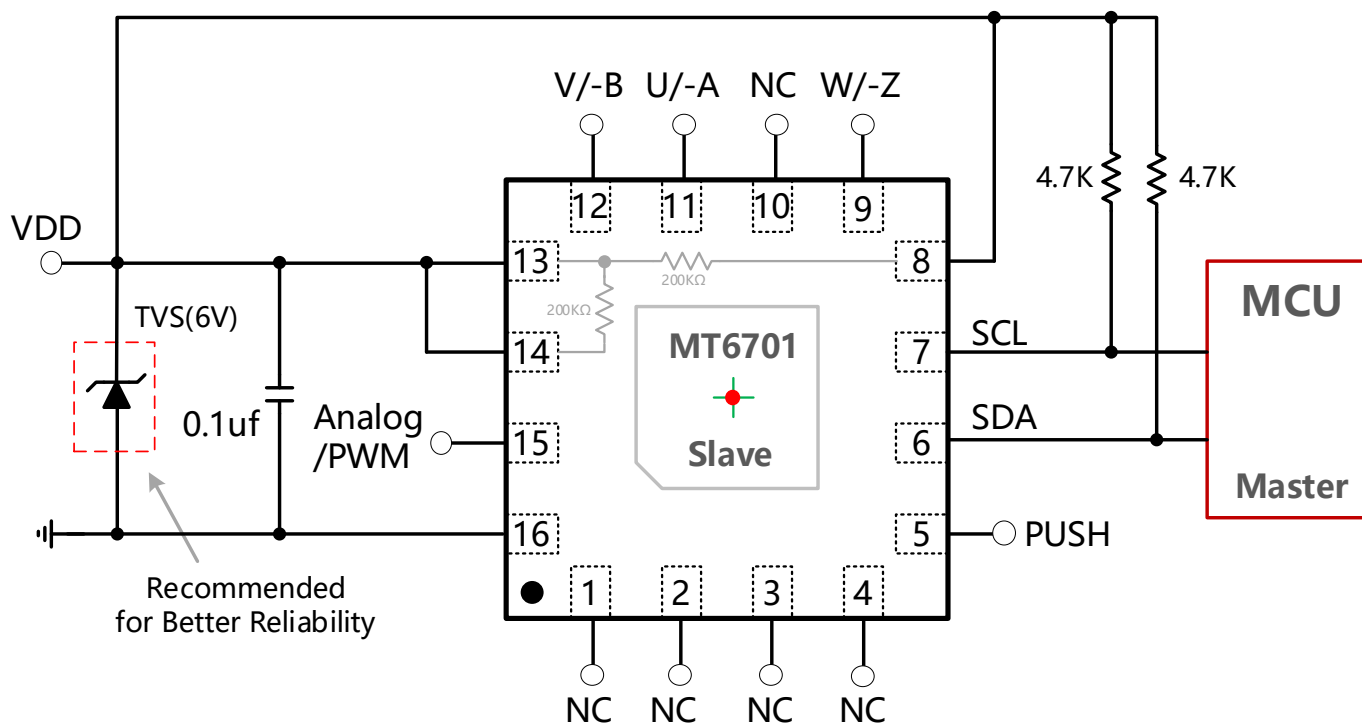 V/-B U/-A NC W/-Z
12 11 10 9
4.7K 4.7K
VDD
13 8
200KΩ
200KΩ
TVS(6V)
14 7
MT6701
SCL
MCU
0.1uf
Analog
/PWM
15 6
SDA
Slave
Master
16 5
PUSH
Recommended
for Better Reliability
1 2 3 4
NC NC NC NC